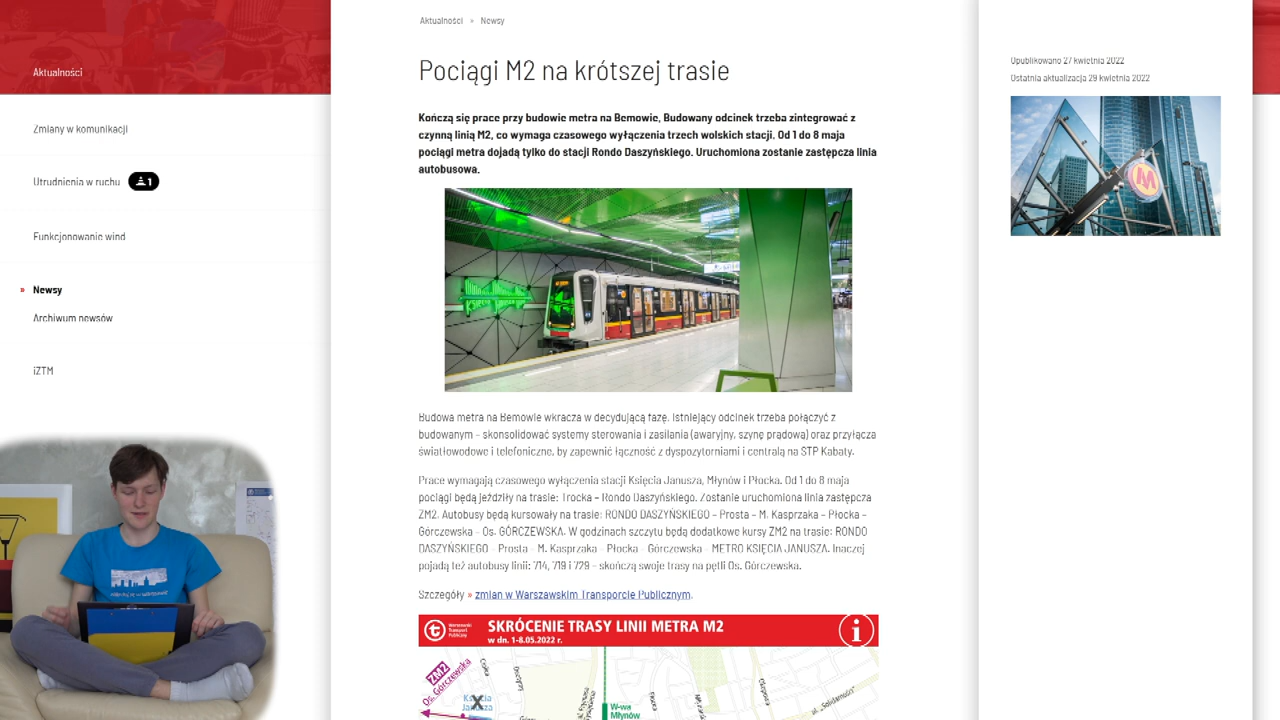 Aktualności
Zmiany w komunikacji
Utrudnienia w ruchu 1
Funkcjonowanie wind
» Newsy
Archiwum newsów
iZTM
Aktualności » Newsy
Pociągi M2 na krótszej trasie
Kończą się prace przy budowie metra na Bemowie. Budowany odcinek trzeba zintegrować z
czynną linią M2, co wymaga czasowego wyłączenia trzech wolskich stacji. Od 1 do 8 maja
pociągi metra dojadą tylko do stacji Rondo Daszyńskiego. Uruchomiona zostanie zastępcza linia
autobusowa.
Budowa metra na Bemowie wkracza w decydującą fazę. Istniejący odcinek trzeba połączyć z
budowanym – skonsolidować systemy sterowania i zasilania (awaryjny, szynę prądową) oraz przyłącza
światłowodowe i telefoniczne, by zapewnić łączność z dyspozytorniami i centralą na STP Kabaty.
Prace wymagają czasowego wyłączenia stacji Księcia Janusza, Młynów i Płocka. Od 1 do 8 maja
pociągi będą jeździły na trasie: Trocka – Rondo Daszyńskiego. Zostanie uruchomiona linia zastępcza
ZM2. Autobusy będą kursowały na trasie: RONDO DASZYŃSKIEGO – Prosta – M. Kasprzaka – Płocka –
Górczewska – Os. GÓRCZEWSKA. W godzinach szczytu będą dodatkowe kursy ZM2 na trasie: RONDO
DASZYŃSKIEGO – Prosta – M. Kasprzaka – Płocka – Górczewska – METRO KSIĘCIA JANUSZA. Inaczej
pojadą też autobusy linii: 714, 719 i 729 – skończą swoje trasy na pętli Os. Górczewska.
Szczegóły » zmian w Warszawskim Transporcie Publicznym.
Warszawski
Transport
Publiczny
SKRÓCENIE TRASY LINII METRA M2
w dn. 1-8.05.2022 r.
i
ZM2
Os. Górczewska
Księcia
Janusza
W-wa
Młynów
Płocka
ul. „Solidarności"
Opublikowano 27 kwietnia 2022
Ostatnia aktualizacja 29 kwietnia 2022
M